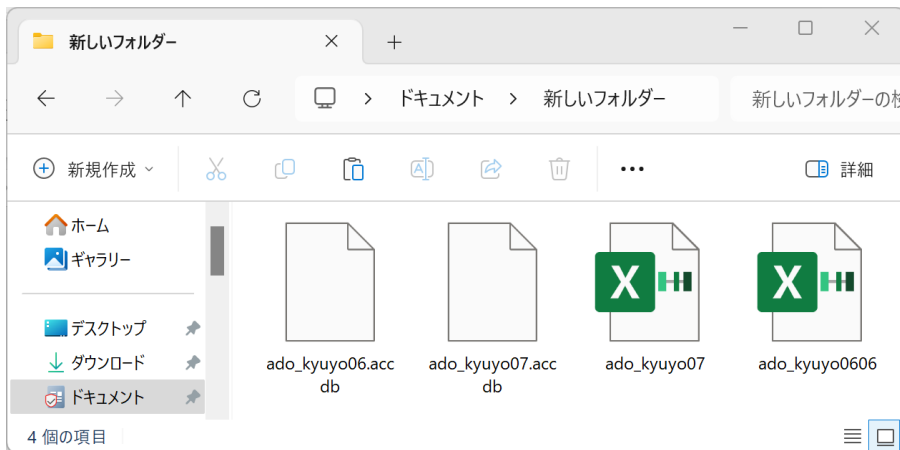 新しいフォルダー
ドキュメント 新しいフォルダー
新しいフォルダーの検
新規作成
詳細
ホーム
ギャラリー
デスクトップ
ダウンロード
ドキュメント
ado_kyuyo06.acc
db
ado_kyuyo07.acc
db
ado_kyuyo07
ado_kyuyo0606
4 個の項目